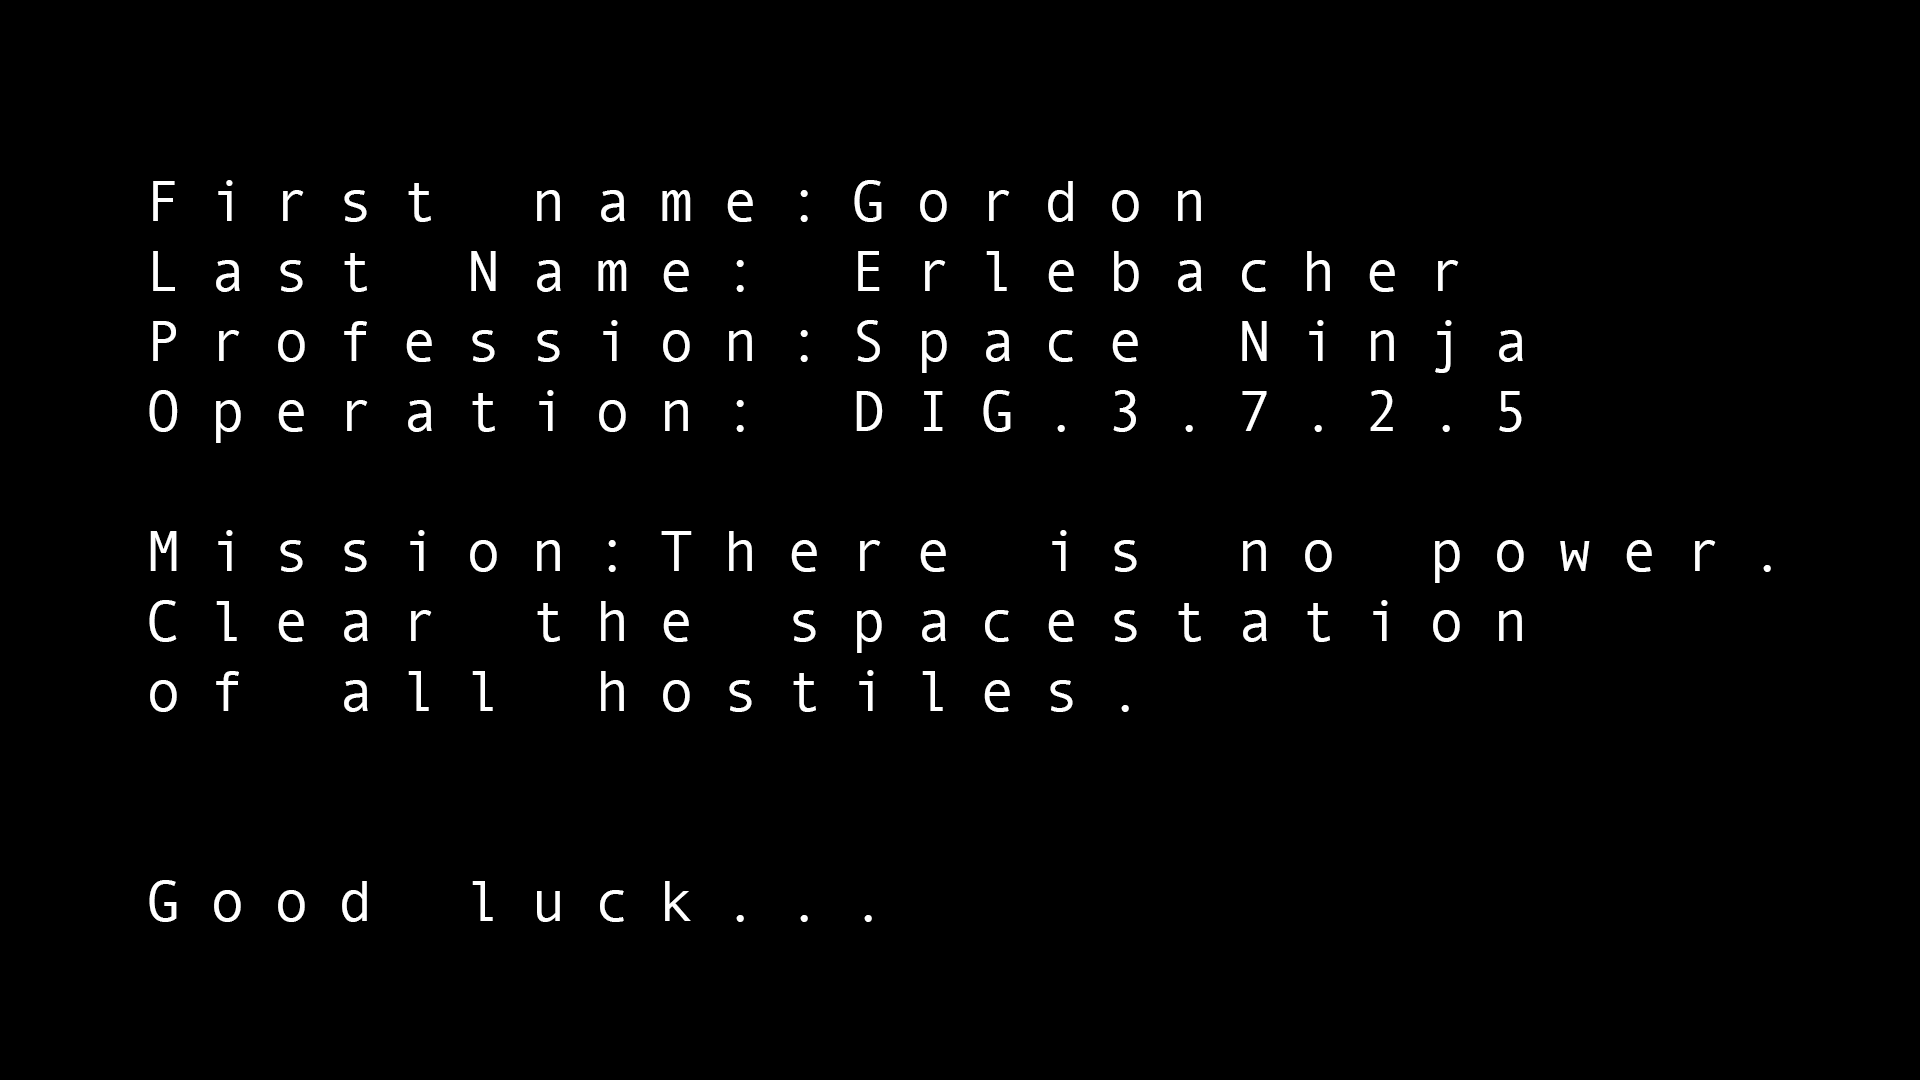 First name:Gordon
Last Name: Erlebacher
Profession:Space Ninja
Operation: DIG.3.7.2.5
Mission:There is no power.
Clear the spacestation
of all hostiles.
Good luck...